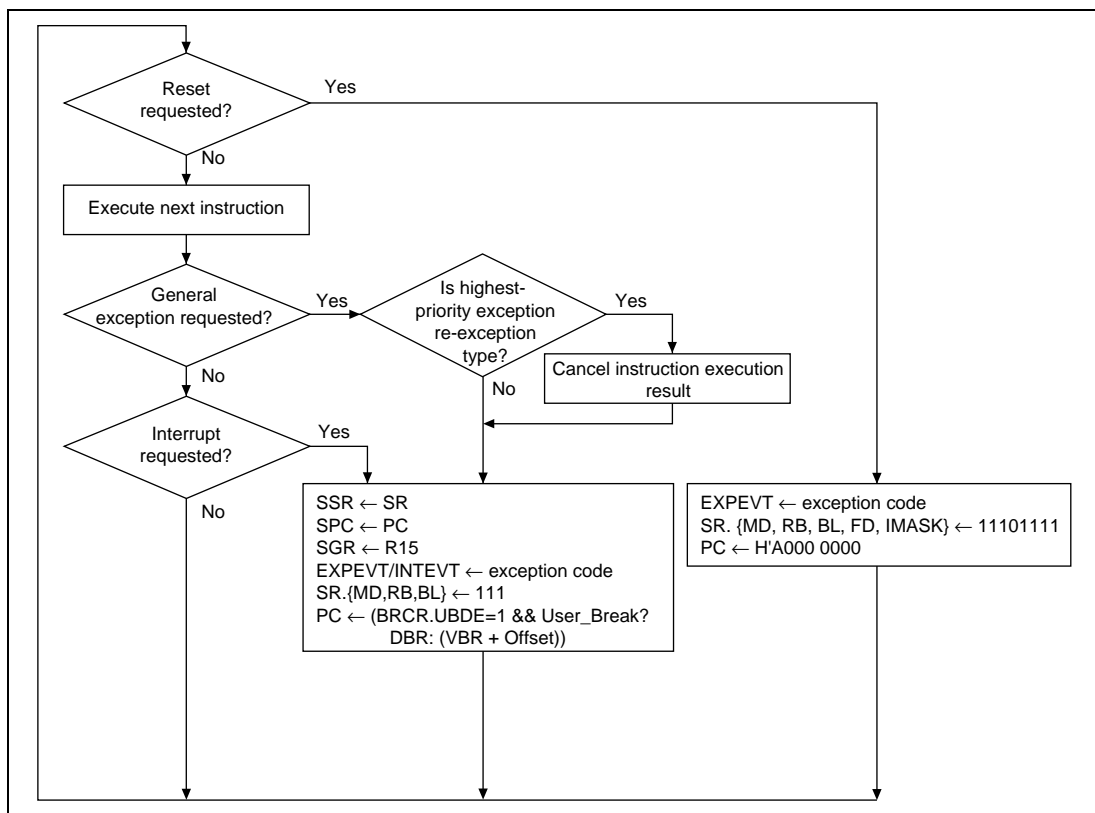 Reset
requested?
Yes
No
Execute next instruction
General
exception requested?
Yes
No
Is highest-
priority exception
re-exception
type?
Yes
No
Cancel instruction execution
result
Interrupt
requested?
Yes
No
SSR ← SR
SPC ← PC
SGR ← R15
EXPEVT/INTEVT ← exception code
SR.{MD,RB,BL} ← 111
PC ← (BRCR.UBDE=1 && User_Break?
DBR: (VBR + Offset))
EXPEVT ← exception code
SR. {MD, RB, BL, FD, IMASK} ← 11101111
PC ← H'A000 0000